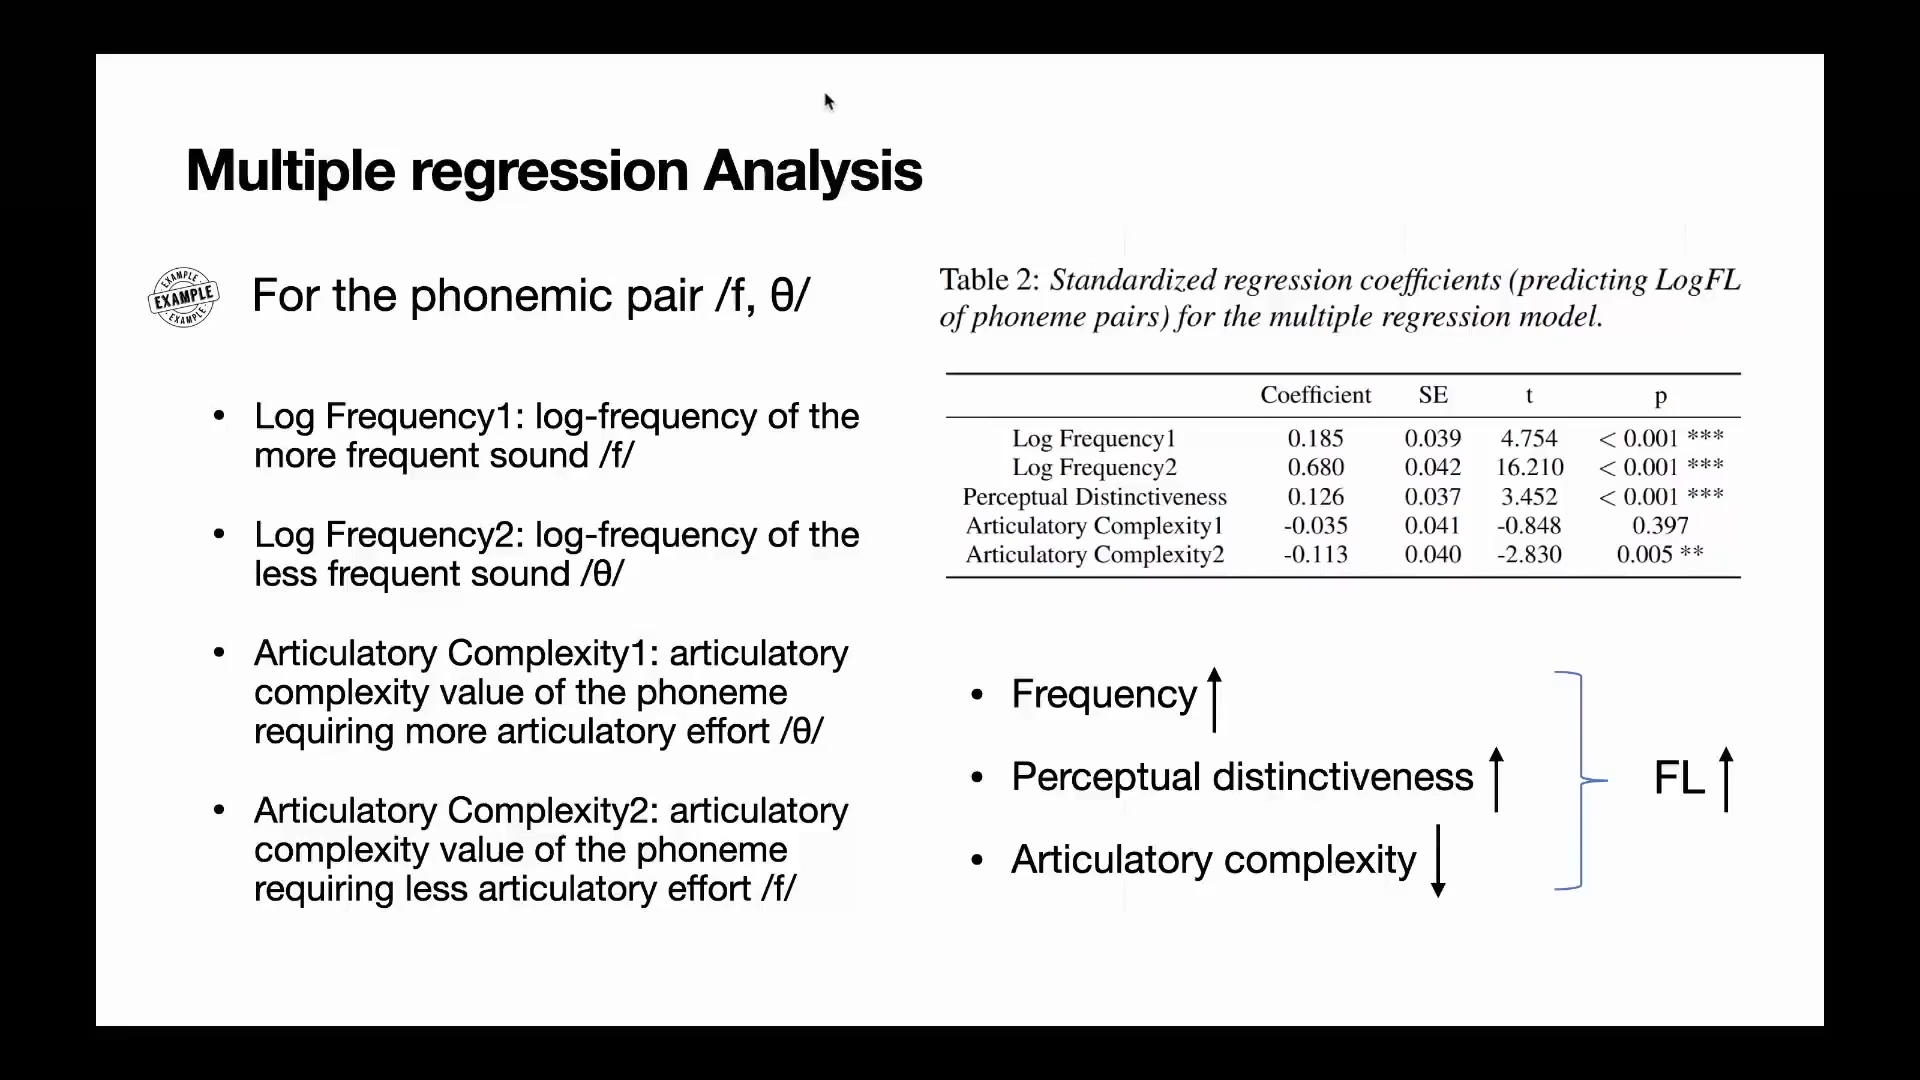 Multiple regression Analysis
EXAMPLE
EXAMPLE
EXAMPLE
For the phonemic pair /f, θ/
• Log Frequency1: log-frequency of the
more frequent sound /f/
• Log Frequency2: log-frequency of the
less frequent sound /θ/
• Articulatory Complexity1: articulatory
complexity value of the phoneme
requiring more articulatory effort /θ/
• Articulatory Complexity2: articulatory
complexity value of the phoneme
requiring less articulatory effort /f/
Table 2: Standardized regression coefficients (predicting LogFL
of phoneme pairs) for the multiple regression model.
Coefficient SE t p
Log Frequency1 0.185 0.039 4.754 < 0.001 ***
Log Frequency2 0.680 0.042 16.210 < 0.001 ***
Perceptual Distinctiveness 0.126 0.037 3.452 < 0.001 ***
Articulatory Complexity1 -0.035 0.041 -0.848 0.397
Articulatory Complexity2 -0.113 0.040 -2.830 0.005 **
• Frequency ↑
• Perceptual distinctiveness ↑
• Articulatory complexity ↓
FL ↑